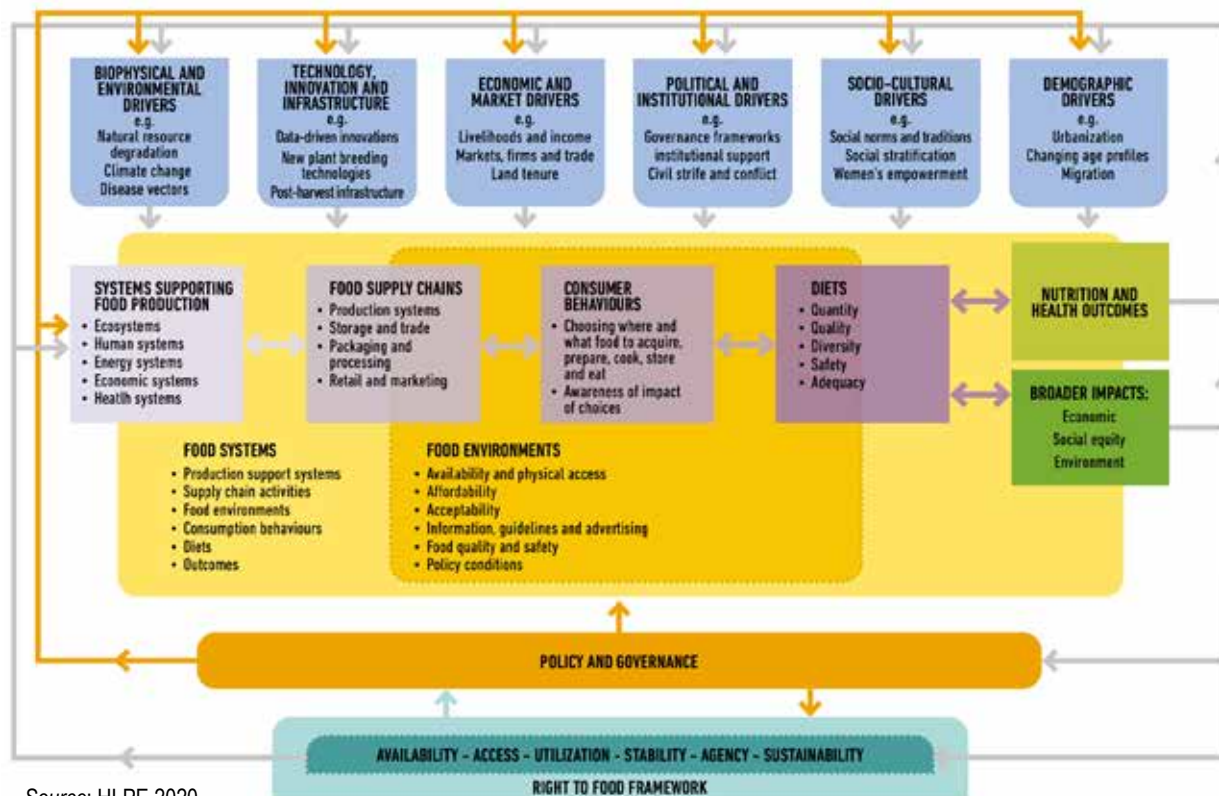 BIOPHYSICAL AND
ENVIRONMENTAL
DRIVERS
e.g.
Natural resource
degradation
Climate change
Disease vectors
TECHNOLOGY,
INNOVATION AND
INFRASTRUCTURE
e.g.
Data-driven innovations
New plant breeding
technologies
Post-harvest infrastructure
ECONOMIC AND
MARKET DRIVERS
e.g.
Livelihoods and income
Markets, firms and trade
Land tenure
POLITICAL AND
INSTITUTIONAL DRIVERS
e.g.
Governance frameworks
institutional support
Civil strife and conflict
SOCIO-CULTURAL
DRIVERS
e.g.
Social norms and traditions
Social stratification
Women's empowerment
DEMOGRAPHIC
DRIVERS
e.g.
Urbanization
Changing age profiles
Migration
SYSTEMS SUPPORTING
FOOD PRODUCTION
• Ecosystems
• Human systems
• Energy systems
• Economic systems
• Heatlh systems
FOOD SUPPLY CHAINS
• Production systems
• Storage and trade
• Packaging and
processing
• Retail and marketing
CONSUMER
BEHAVIOURS
• Choosing where and
what food to acquire,
prepare, cook, store
and eat
• Awareness of impact
of choices
DIETS
• Quantity
• Quality
• Diversity
• Safety
• Adequacy
NUTRITION AND
HEALTH OUTCOMES
BROADER IMPACTS:
Economic
Social equity
Environment
FOOD SYSTEMS
• Production support systems
• Supply chain activities
• Food environments
• Consumption behaviours
• Diets
• Outcomes
FOOD ENVIRONMENTS
• Availability and physical access
• Affordability
• Acceptability
• Information, guidelines and advertising
• Food quality and safety
• Policy conditions
POLICY AND GOVERNANCE
AVAILABILITY - ACCESS - UTILIZATION - STABILITY - AGENCY - SUSTAINABILITY
RIGHT TO FOOD FRAMEWORK
Source: HLPE 2020